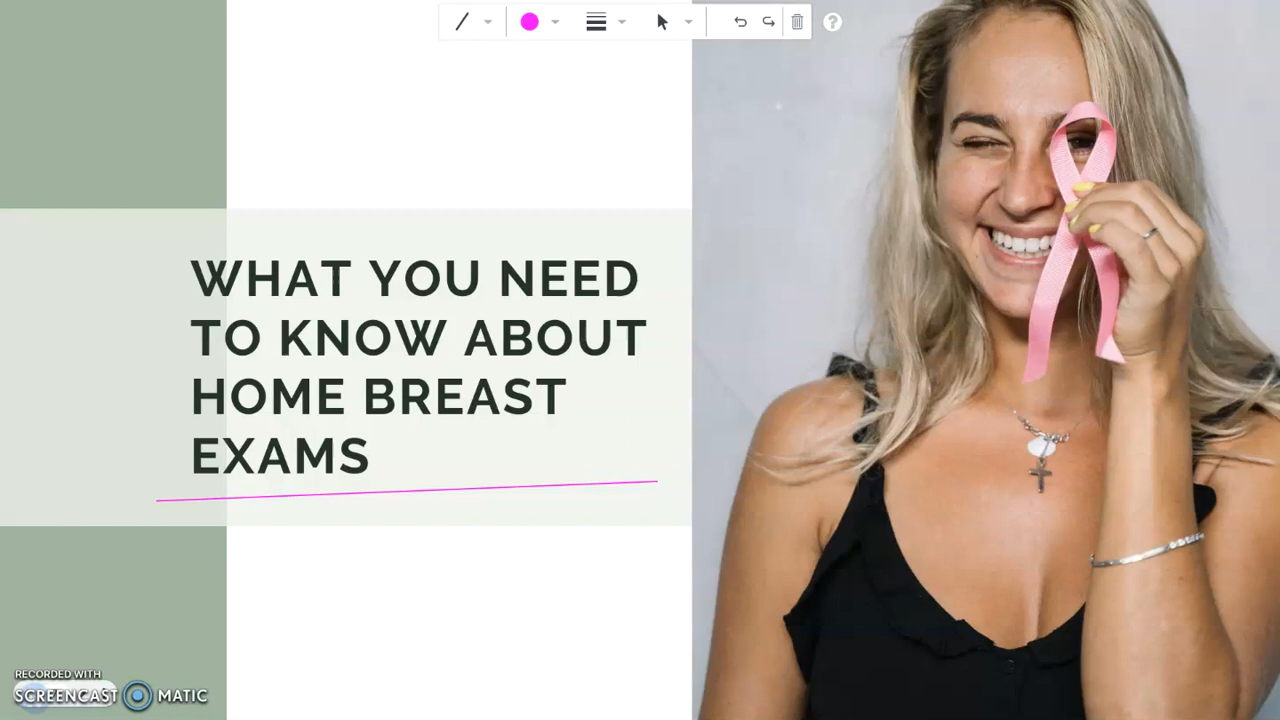 WHAT YOU NEED
TO KNOW ABOUT
HOME BREAST
EXAMS
?
RECORDED WITH
SCREENCAST MATIC